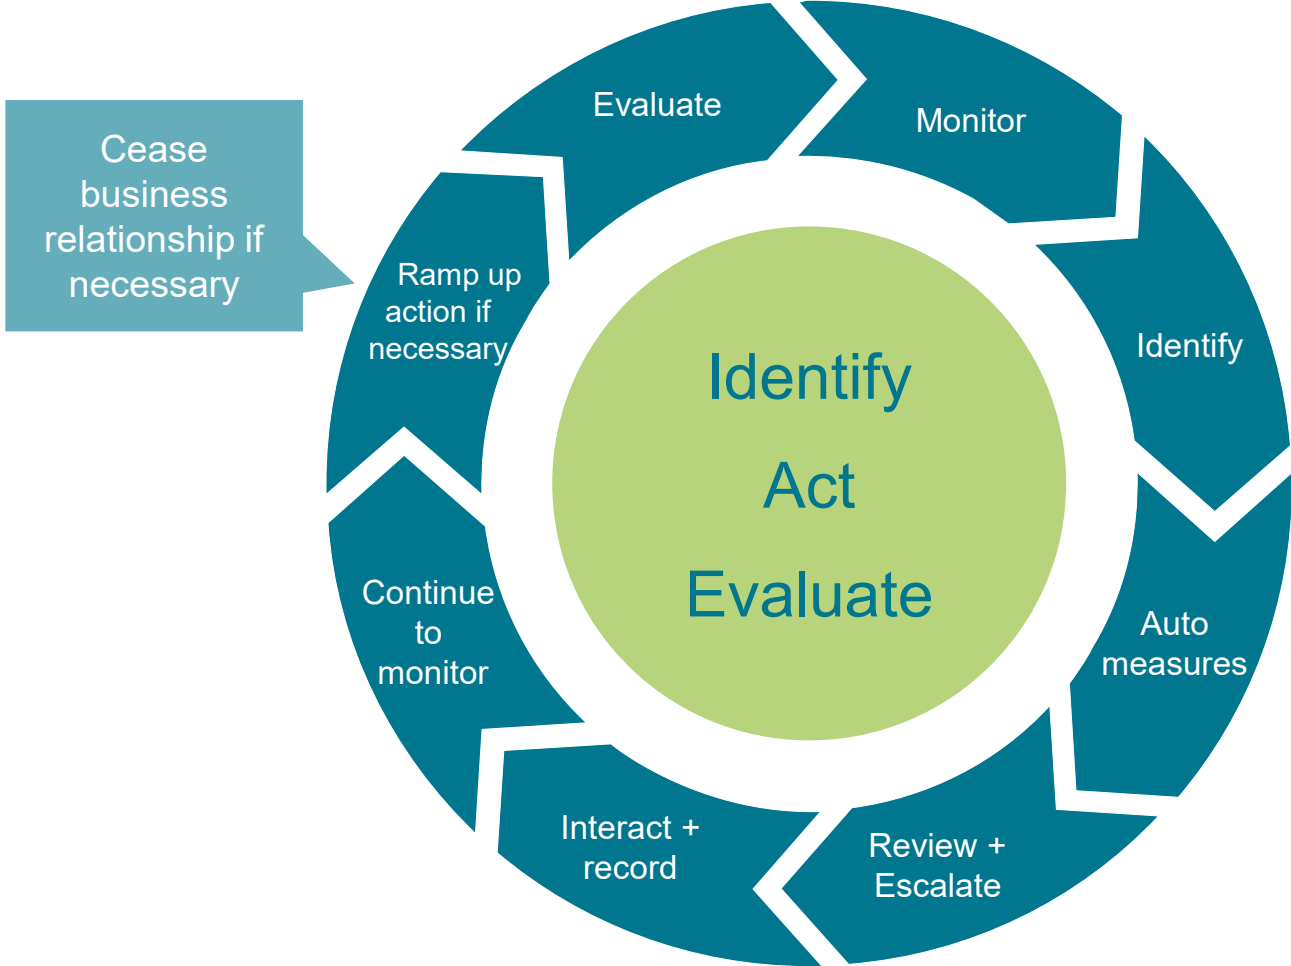 Evaluate
Monitor
Cease
business
relationship if
necessary
Ramp up
action if
necessary
Identify
Identify
Act
Evaluate
Continue
to
monitor
Auto
measures
Interact +
record
Review +
Escalate